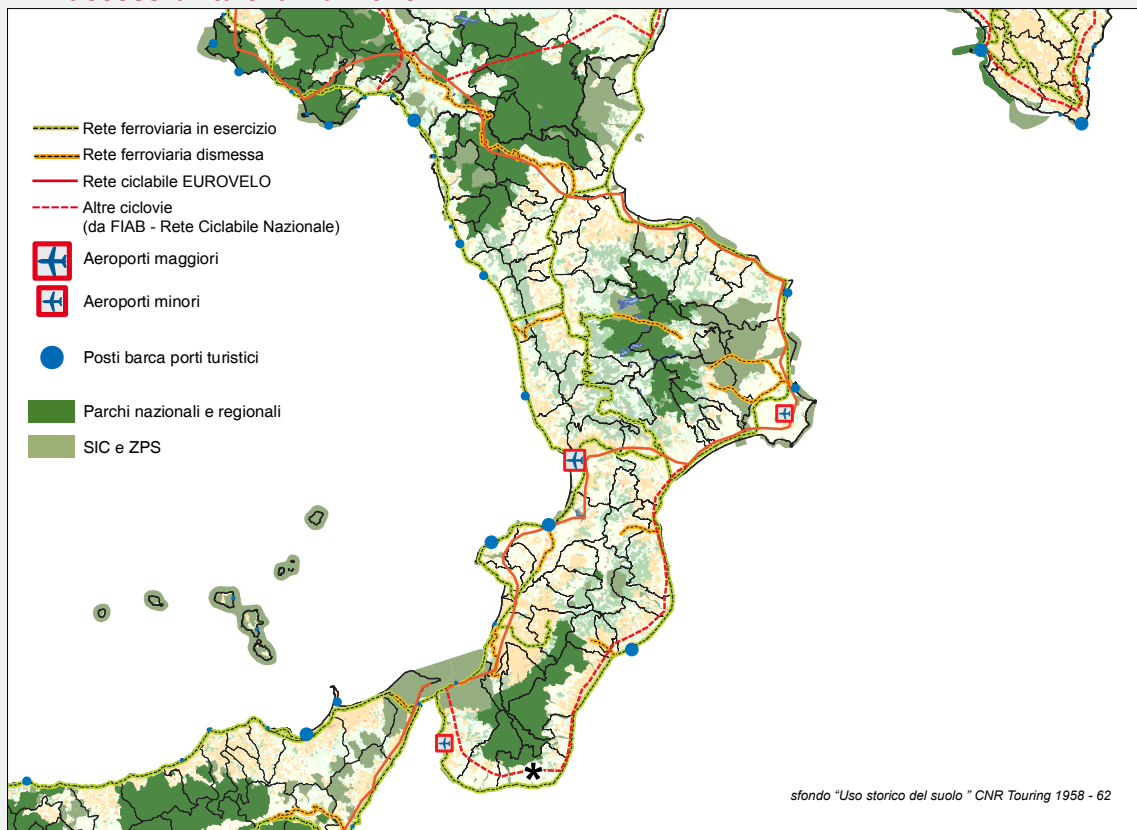 Rete ferroviaria in esercizio
Rete ferroviaria dismessa
Rete ciclabile EUROVELO
Altre ciclovie
(da FIAB - Rete Ciclabile Nazionale)
Aeroporti maggiori
Aeroporti minori
Posti barca porti turistici
Parchi nazionali e regionali
SIC e ZPS
*
sfondo “Uso storico del suolo ” CNR Touring 1958 - 62